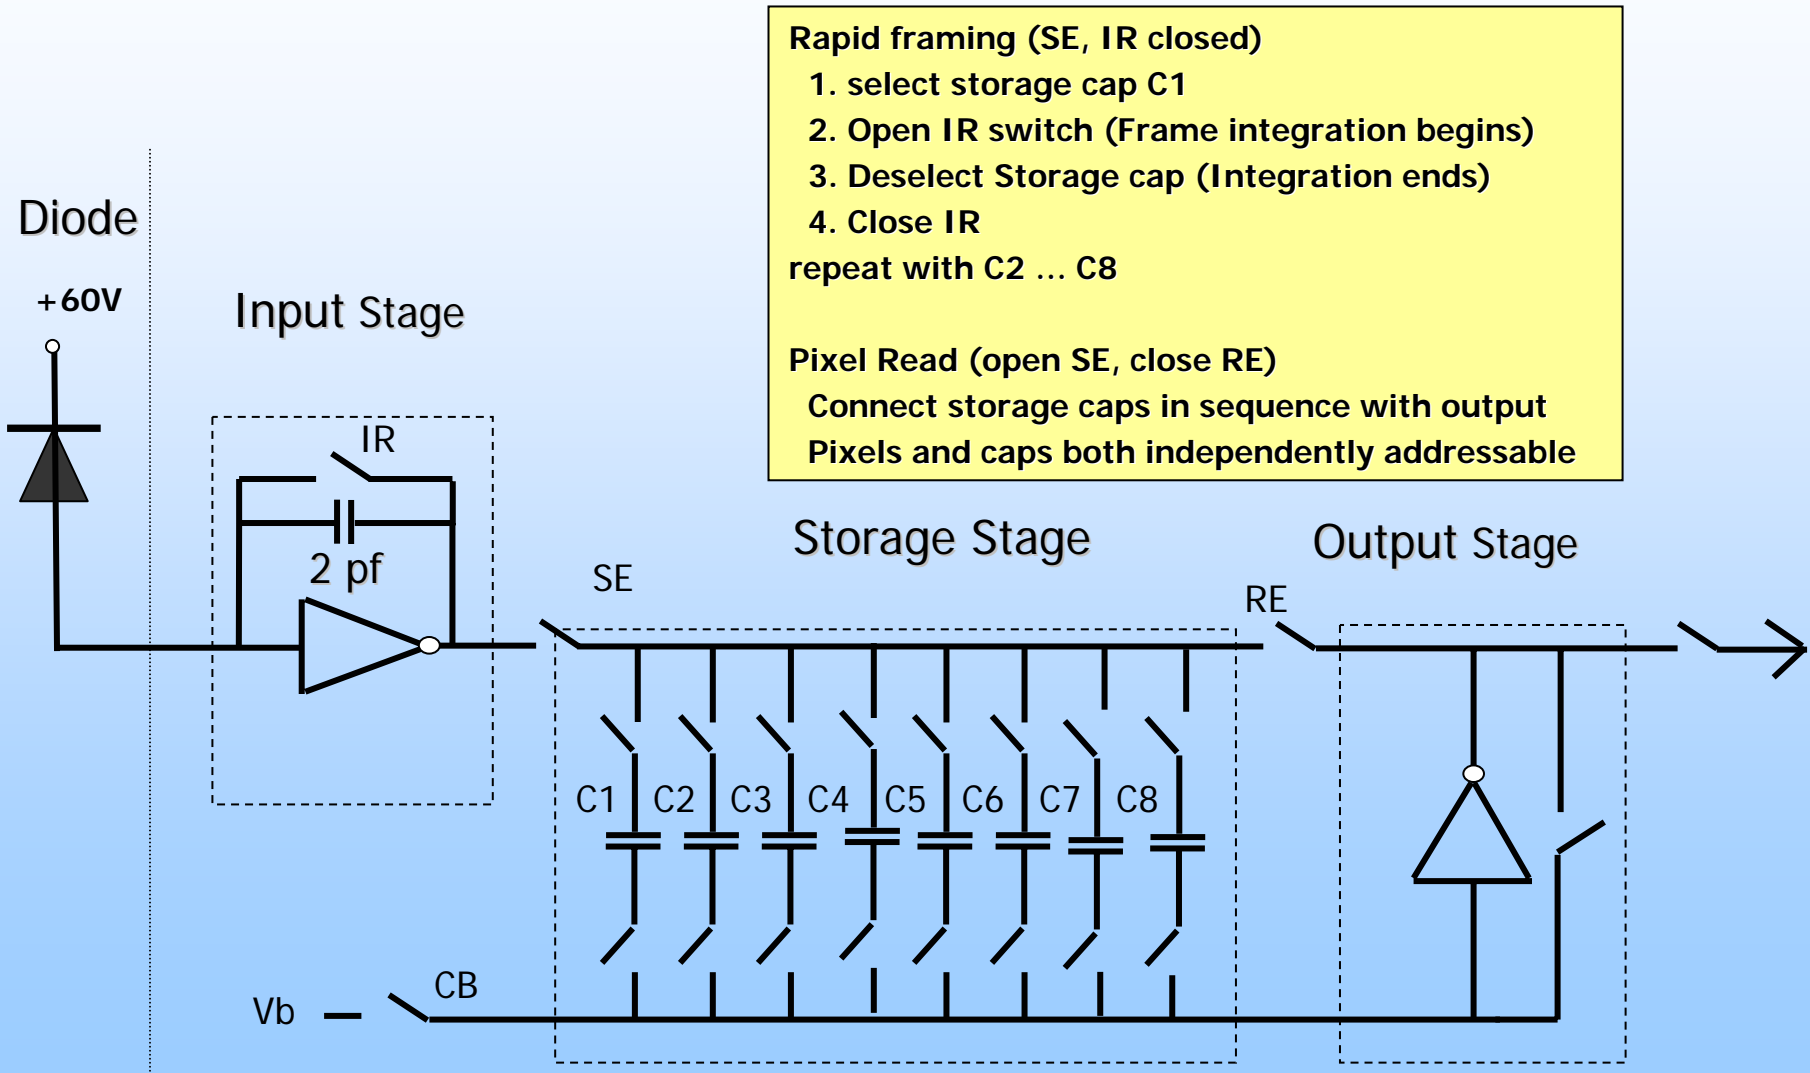 Rapid framing (SE, IR closed)
1. select storage cap C1
2. Open IR switch (Frame integration begins)
3. Deselect Storage cap (Integration ends)
4. Close IR
repeat with C2 ... C8
Pixel Read (open SE, close RE)
Connect storage caps in sequence with output
Pixels and caps both independently addressable
Diode
+60V
Input Stage
IR
2 pf
Storage Stage
Output Stage
SE
RE
C1 C2 C3 C4 C5 C6 C7 C8
CB
Vb